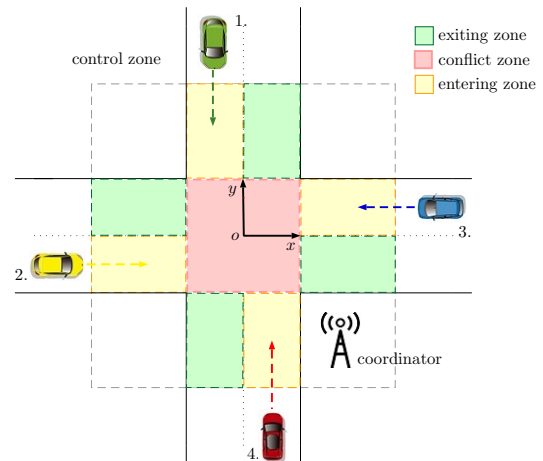 1.
exiting zone
control zone
conflict zone
entering zone
y
o
x
3.
2.
coordinator
4.